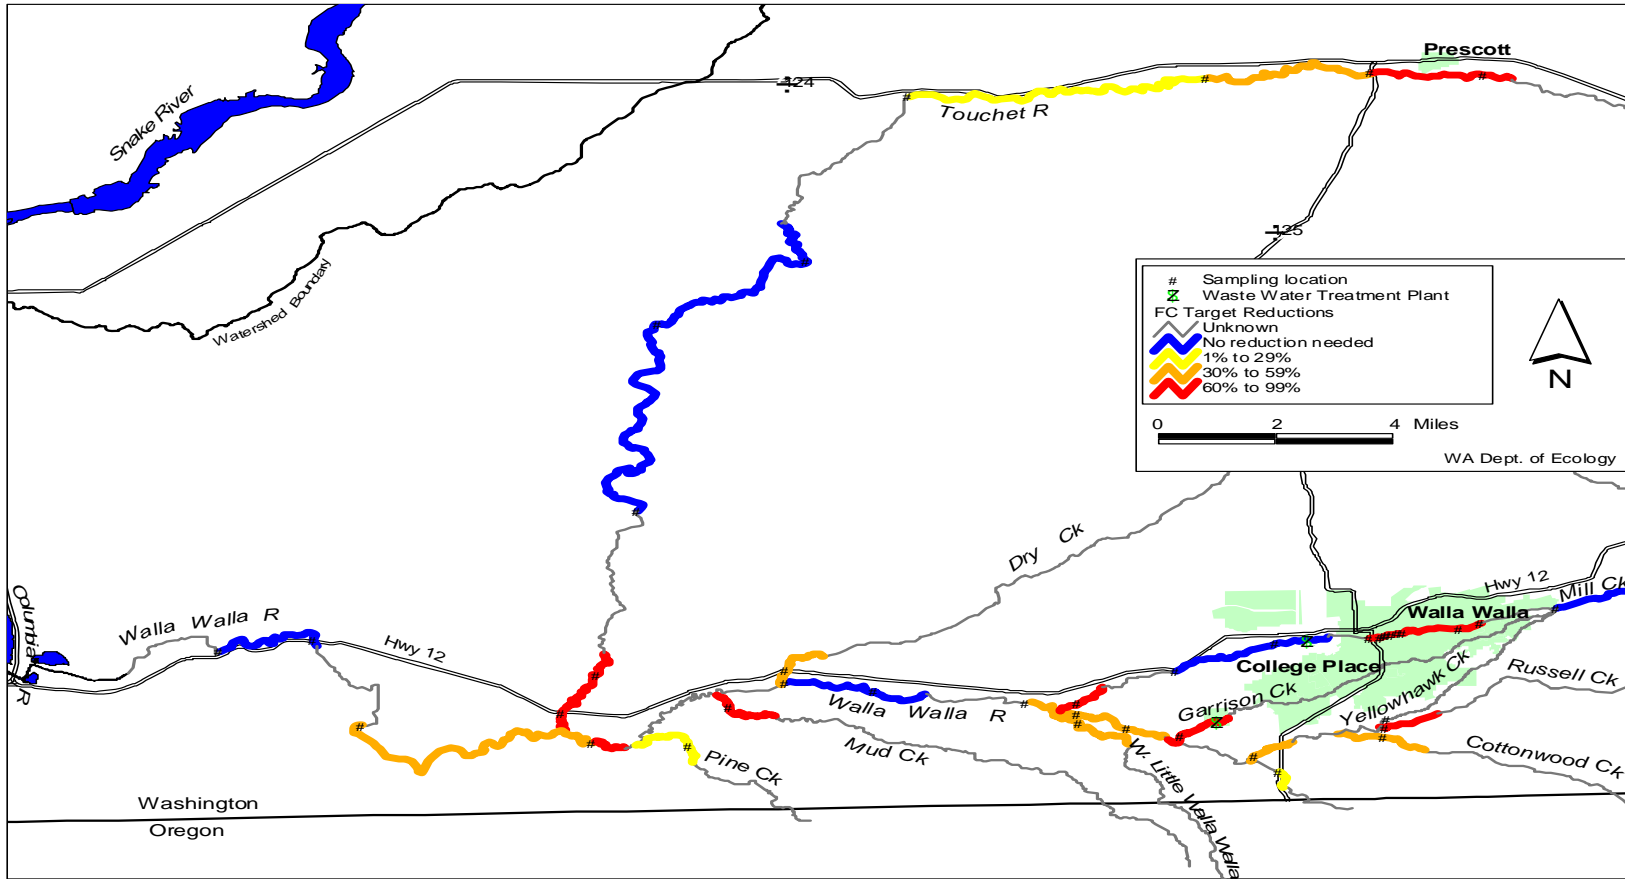 Prescott
124
Touchet R
Snake River
125
Watershed Boundary
# Sampling location
Waste Water Treatment Plant
FC Target Reductions
Unknown
No reduction needed
1% to 29%
30% to 59%
60% to 99%
N
0 2 4 Miles
WA Dept. of Ecology
Dry Ck
Hwy 12
Mill Ck
Columbia R
Walla Walla R
Hwy 12
Walla Walla
College Place
Garrison Ck
Yellowhawk Ck
Russell Ck
Walla Walla R
Mud Ck
Pine Ck
W. Little Walla Walla
Cottonwood Ck
Washington
Oregon